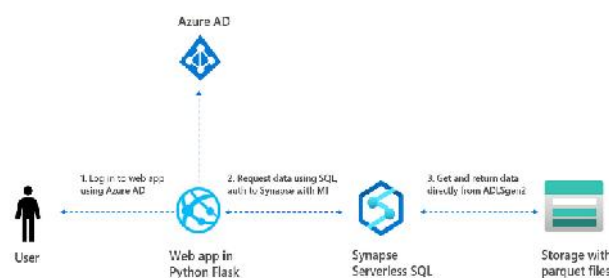 Azure AD
1. Log in to web app
using Azure AD
2. Request data using SQL,
auth to Synapse with MI
3. Get and return data
directly from ADLSgen2
User
Web app in
Python Flask
Synapse
Serverless SQL
Storage with
parquet files